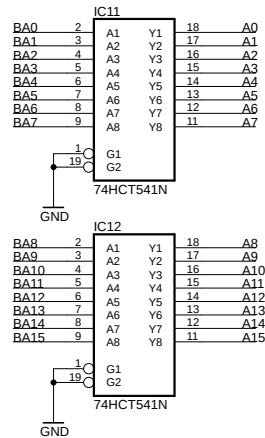 IC11
BA0 2 A1 Y1 18 A0
BA1 3 A2 Y2 17 A1
BA2 4 A3 Y3 16 A2
BA3 5 A4 Y4 15 A3
BA4 6 A5 Y5 14 A4
BA5 7 A6 Y6 13 A5
BA6 8 A7 Y7 12 A6
BA7 9 A8 Y8 11 A7
1 G1
19 G2
74HCT541N
GND
IC12
BA8 2 A1 Y1 18 A8
BA9 3 A2 Y2 17 A9
BA10 4 A3 Y3 16 A10
BA11 5 A4 Y4 15 A11
BA12 6 A5 Y5 14 A12
BA13 7 A6 Y6 13 A13
BA14 8 A7 Y7 12 A14
BA15 9 A8 Y8 11 A15
1 G1
19 G2
74HCT541N
GND